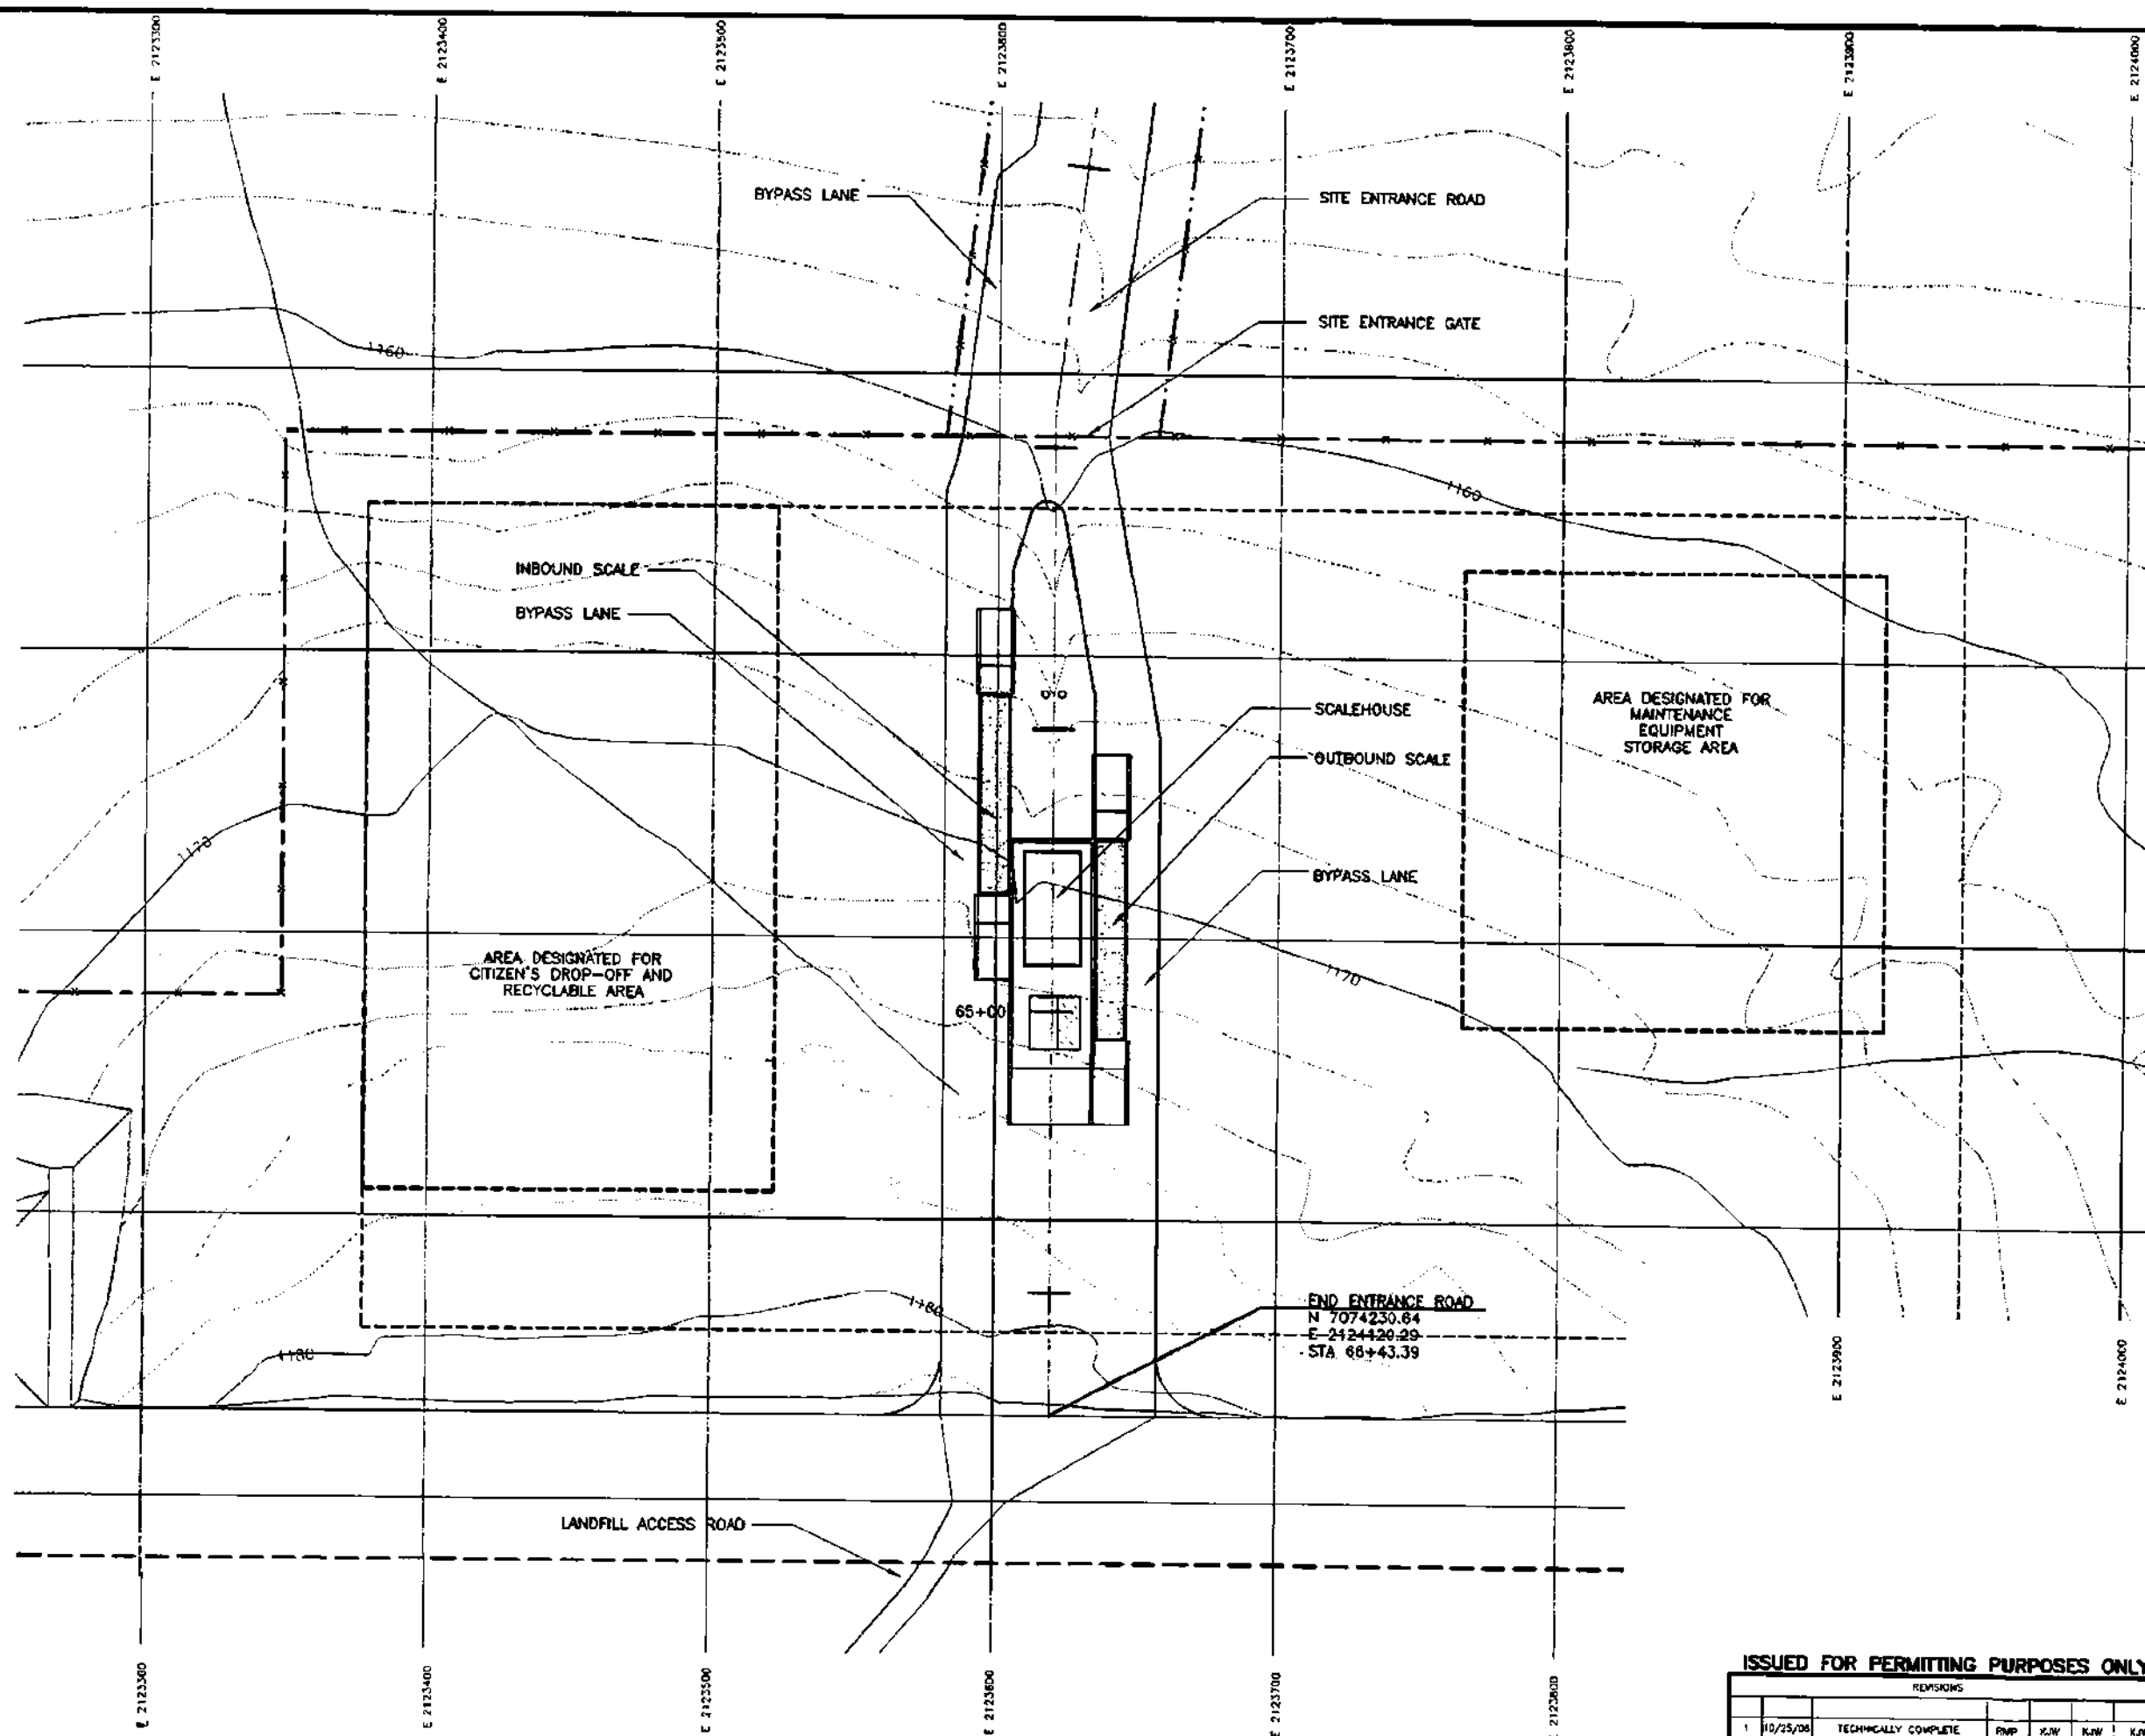 E 2123300
E 2123400
E 2123500
E 2123600
E 2123700
E 2123800
E 2123900
E 2124000
BYPASS LANE
SITE ENTRANCE ROAD
SITE ENTRANCE GATE
1160
1160
INBOUND SCALE
BYPASS LANE
SCALEHOUSE
OUTBOUND SCALE
AREA DESIGNATED FOR
MAINTENANCE
EQUIPMENT
STORAGE AREA
1170
BYPASS LANE
AREA DESIGNATED FOR
CITIZEN'S DROP-OFF AND
RECYCLABLE AREA
1170
65+00
END ENTRANCE ROAD
N 7074230.64
E 2124120.29
STA 66+43.39
1180
1180
E 2123900
E 2124000
LANDFILL ACCESS ROAD
E 2123300
E 2123400
E 2123500
E 2123600
E 2123700
E 2123800
ISSUED FOR PERMITTING PURPOSES ONLY
REVISIONS
1 10/25/06 TECHNICALLY COMPLETE RMP KJW KJW